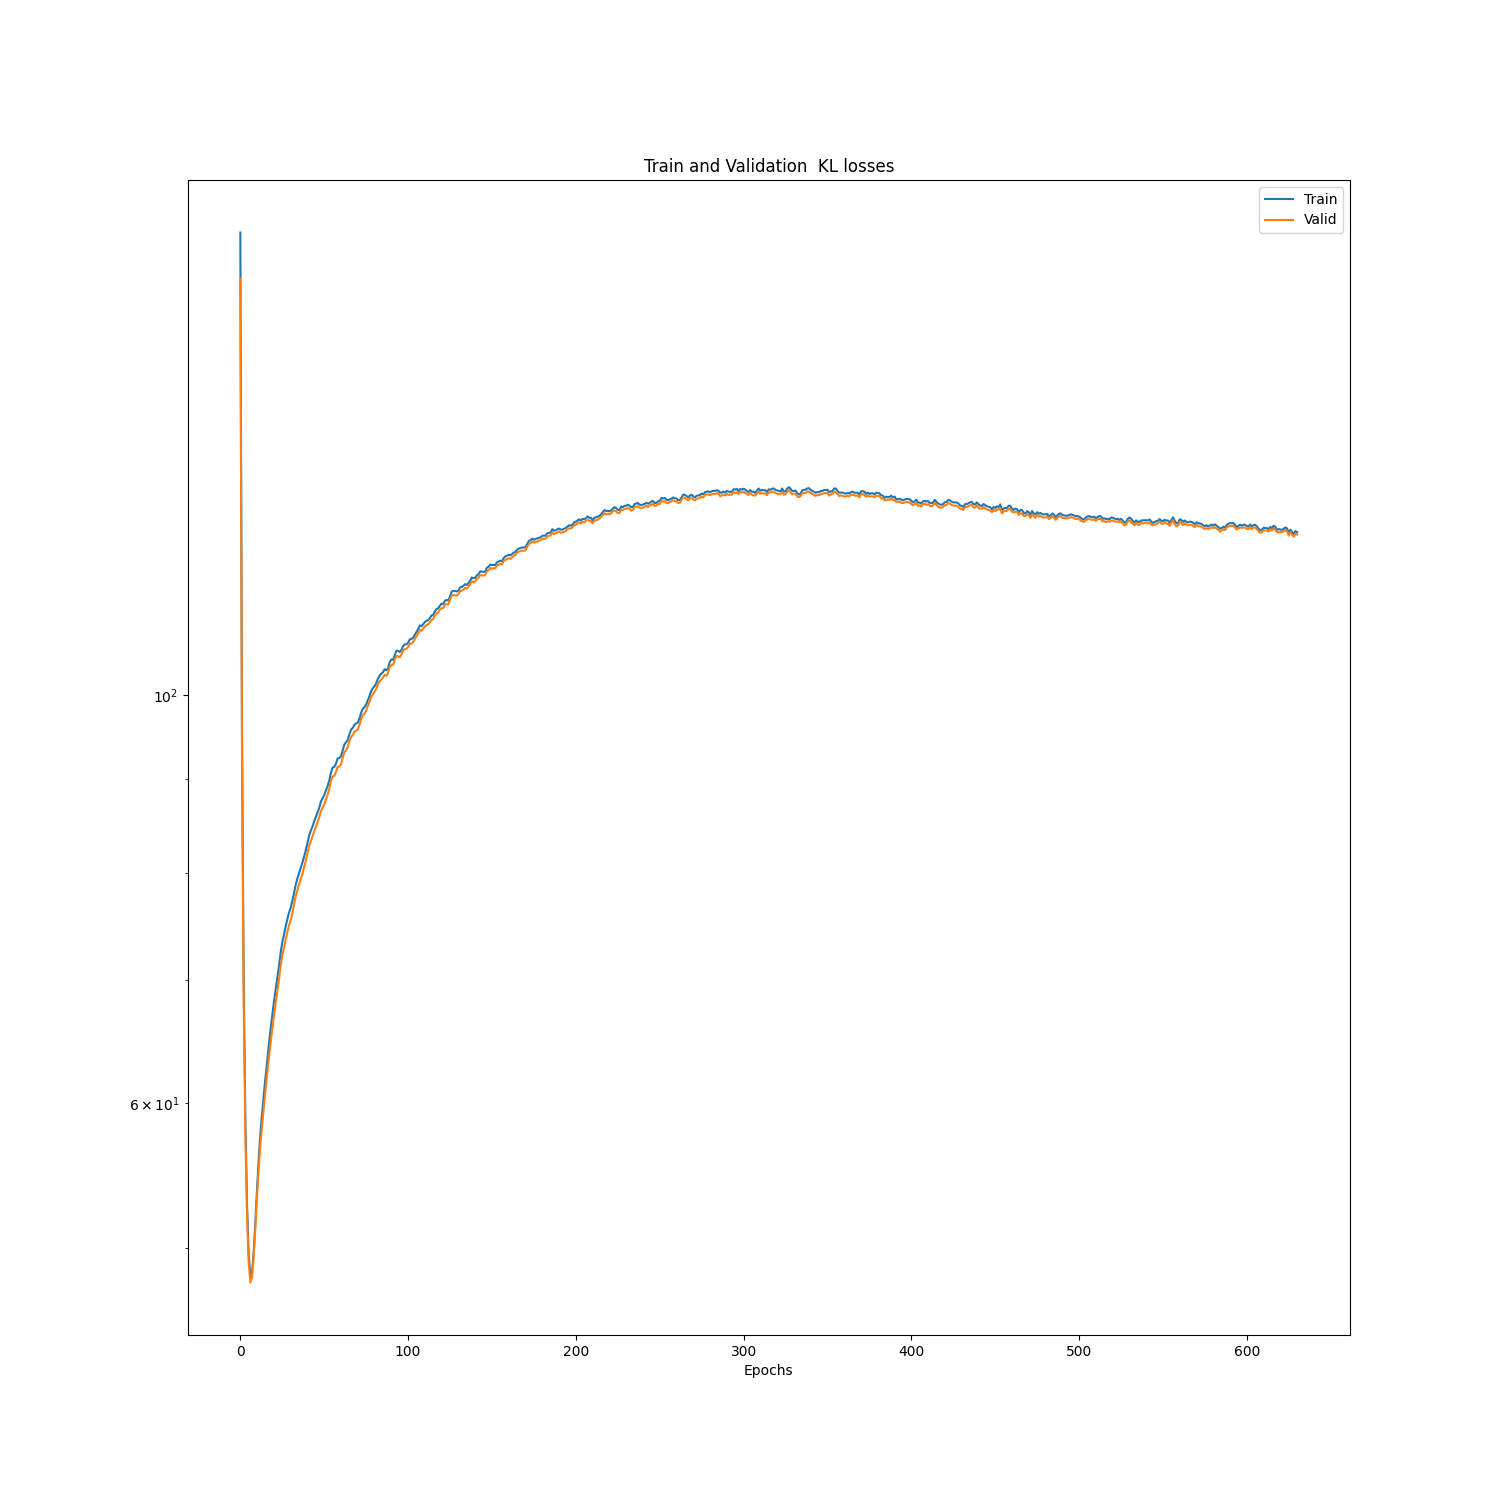 Train and Validation  KL losses
Train
Valid
10²
6 × 10¹
0 100 200 300 400 500 600
Epochs